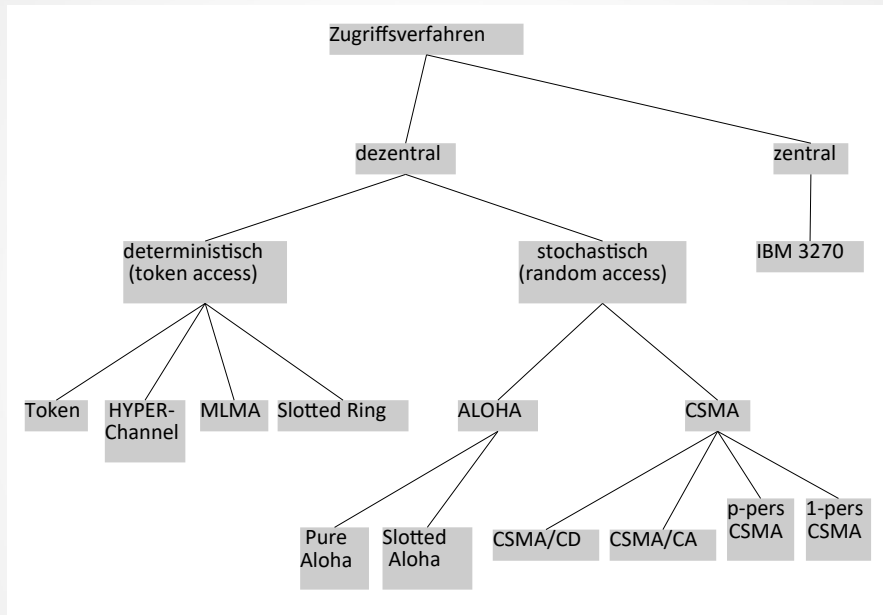 Zugriffsverfahren
dezentral
zentral
deterministisch
(token access)
stochastisch
(random access)
IBM 3270
Token
HYPER-
Channel
MLMA
Slotted Ring
ALOHA
CSMA
Pure
Aloha
Slotted
Aloha
CSMA/CD
CSMA/CA
p-pers
CSMA
1-pers
CSMA